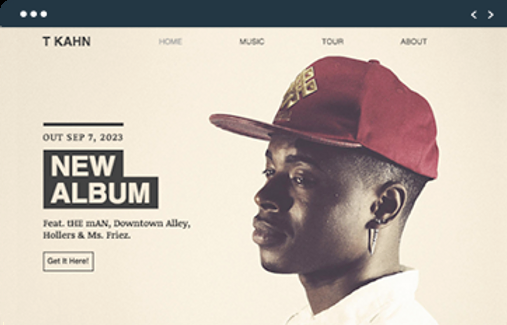 T KAHN
HOME MUSIC TOUR ABOUT
OUT SEP 7, 2023
NEW
ALBUM
Feat. tHE mAN, Downtown Alley,
Hollers & Ms. Friez.
Get It Here!